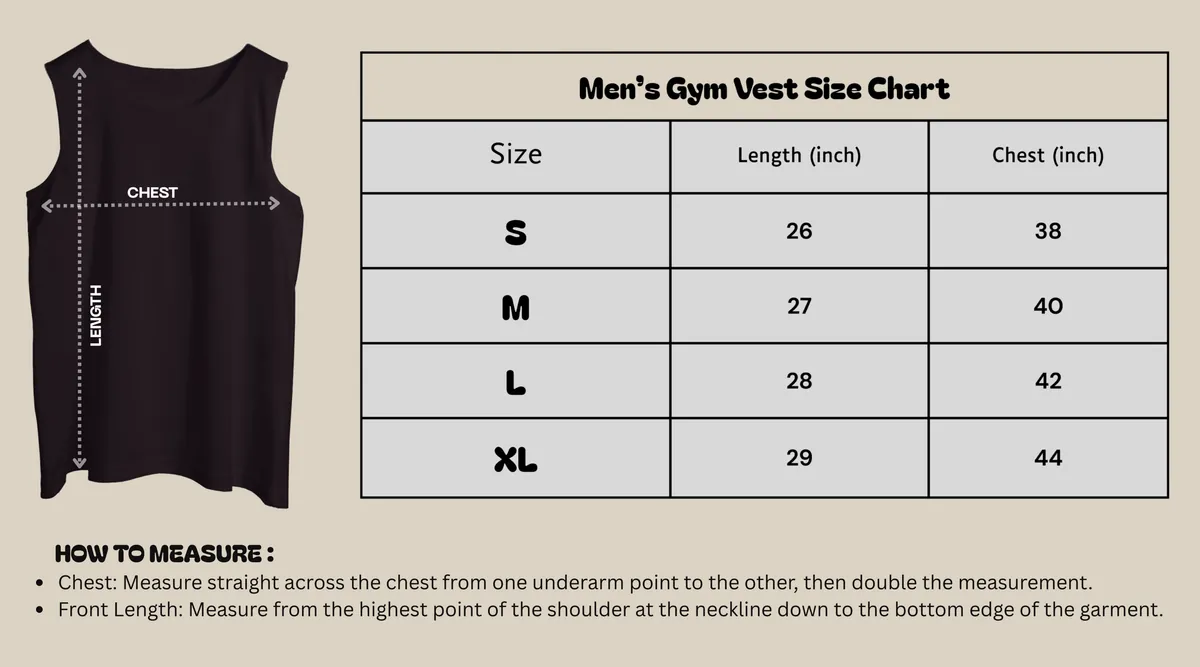 Men's Gym Vest Size Chart
Size Length (inch) Chest (inch)
S 26 38
M 27 40
L 28 42
XL 29 44
CHEST
LENGTH
HOW TO MEASURE :
• Chest: Measure straight across the chest from one underarm point to the other, then double the measurement.
• Front Length: Measure from the highest point of the shoulder at the neckline down to the bottom edge of the garment.